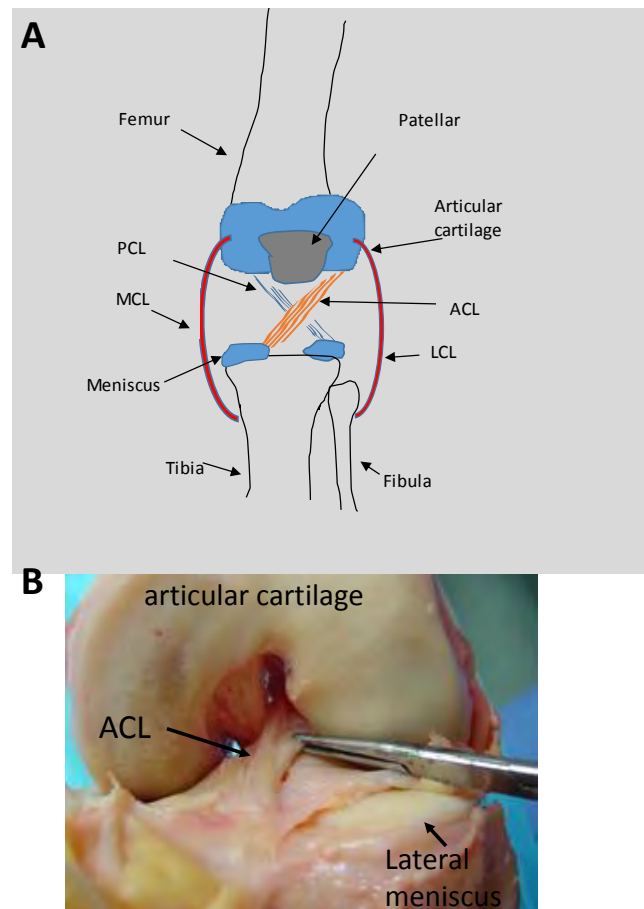 A
Femur
Patellar
Articular
cartilage
PCL
MCL
ACL
LCL
Meniscus
Tibia
Fibula
B
articular cartilage
ACL
Lateral
meniscus